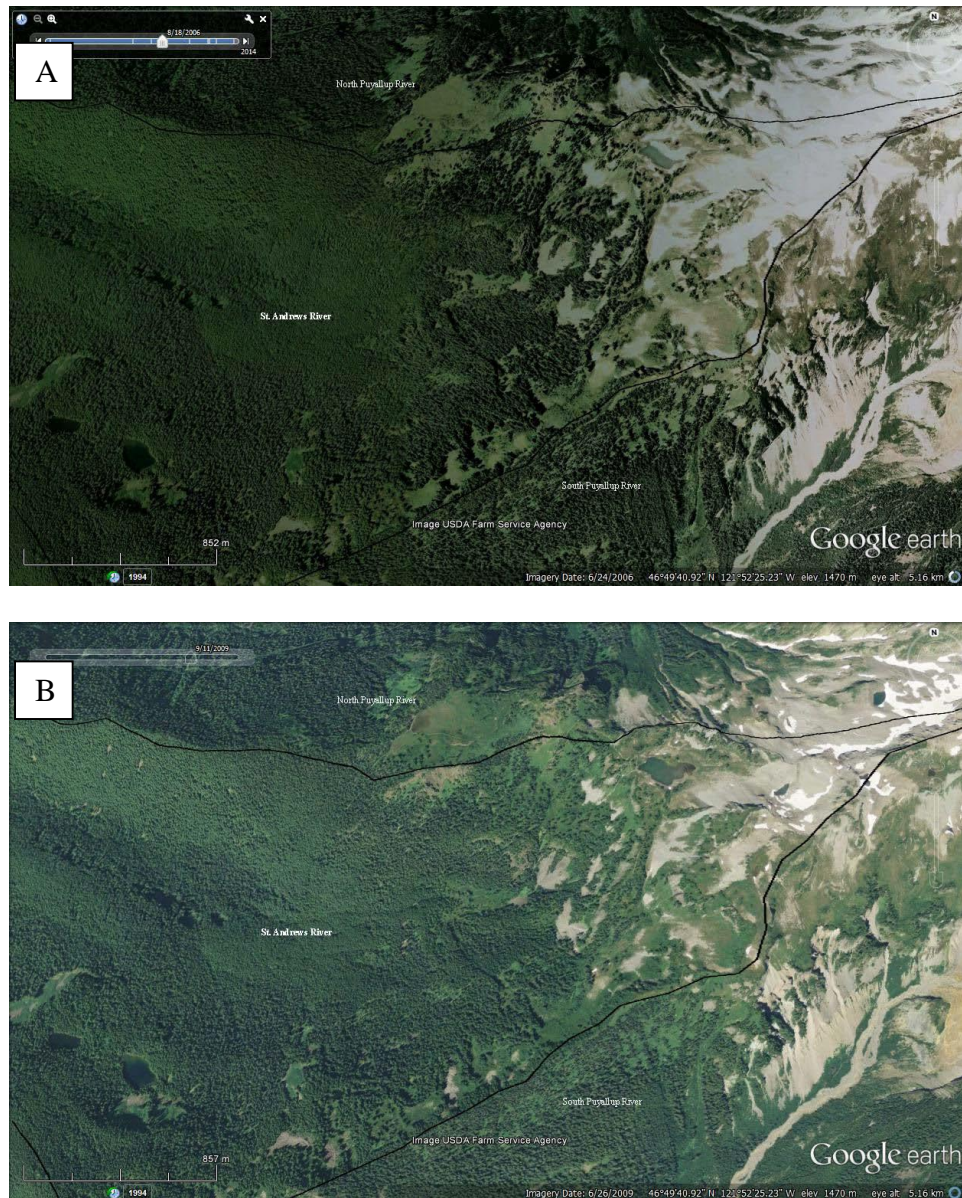 8/18/2006
2014
N
A
North Puyallup River
St. Andrews River
South Puyallup River
Image USDA Farm Service Agency
852 m
Google earth
1994
Imagery Date: 6/24/2006 46°49'40.92" N 121°52'25.23" W elev 1470 m eye alt 5.16 km
9/11/2009
N
B
North Puyallup River
St. Andrews River
South Puyallup River
Image USDA Farm Service Agency
857 m
Google earth
1994
Imagery Date: 6/26/2009 46°49'40.92" N 121°52'25.23" W elev 1470 m eye alt 5.16 km